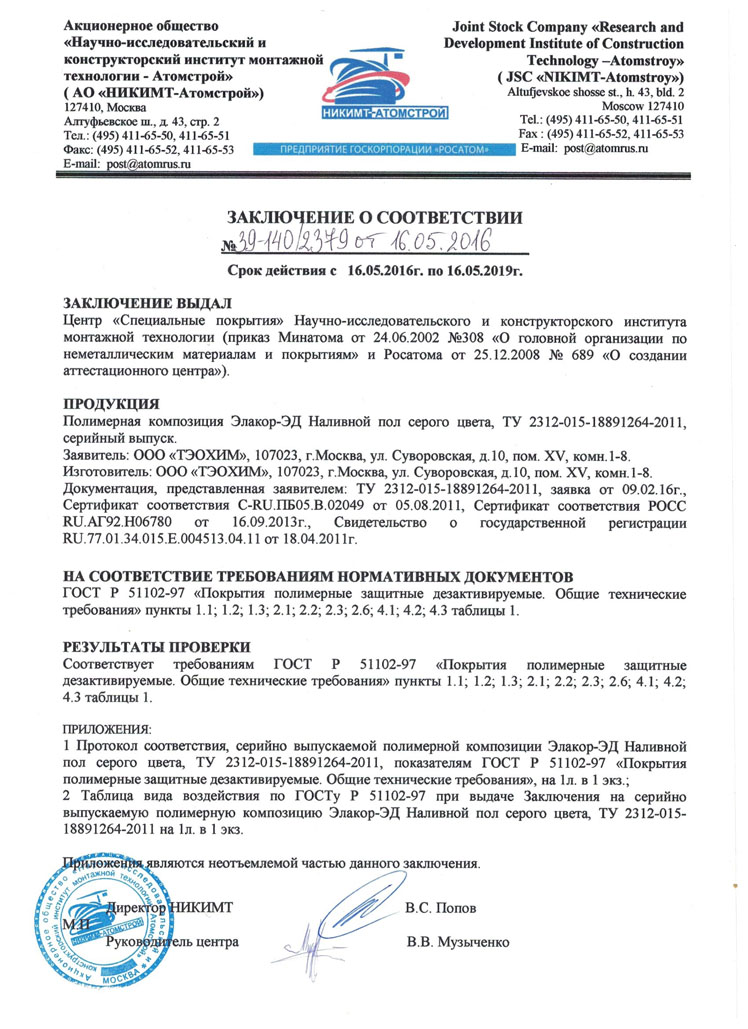 Акционерное общество
«Научно-исследовательский и
конструкторский институт монтажной
технологии - Атомстрой»
( АО «НИКИМТ-Атомстрой»)
127410, Москва
Алтуфьевское ш., д. 43, стр. 2
Тел.: (495) 411-65-50, 411-65-51
Факс: (495) 411-65-52, 411-65-53
E-mail: post@atomrus.ru
НИКИМТ-АТОМСТРОЙ
ПРЕДПРИЯТИЕ ГОСКОРПОРАЦИИ «РОСАТОМ»
Joint Stock Company «Research and
Development Institute of Construction
Technology –Atomstroy»
( JSC «NIKIMT-Atomstroy»)
Altufjevskoe shosse st., h. 43, bld. 2
Moscow 127410
Tel.: (495) 411-65-50, 411-65-51
Fax : (495) 411-65-52, 411-65-53
E-mail: post@atomrus.ru
ЗАКЛЮЧЕНИЕ О СООТВЕТСТВИИ
№39-140/2379 от 16.05.2016
Срок действия с 16.05.2016г. по 16.05.2019г.
ЗАКЛЮЧЕНИЕ ВЫДАЛ
Центр «Специальные покрытия» Научно-исследовательского и конструкторского института
монтажной технологии (приказ Минатома от 24.06.2002 №308 «О головной организации по
неметаллическим материалам и покрытиям» и Росатома от 25.12.2008 № 689 «О создании
аттестационного центра»).
ПРОДУКЦИЯ
Полимерная композиция Элакор-ЭД Наливной пол серого цвета, ТУ 2312-015-18891264-2011,
серийный выпуск.
Заявитель: ООО «ТЭОХИМ», 107023, г.Москва, ул. Суворовская, д.10, пом. XV, комн.1-8.
Изготовитель: ООО «ТЭОХИМ», 107023, г.Москва, ул. Суворовская, д.10, пом. XV, комн.1-8.
Документация, представленная заявителем: ТУ 2312-015-18891264-2011, заявка от 09.02.16г.,
Сертификат соответствия C-RU.ПБ05.В.02049 от 05.08.2011, Сертификат соответствия РОСС
RU.АГ92.Н06780 от 16.09.2013г., Свидетельство о государственной регистрации
RU.77.01.34.015.Е.004513.04.11 от 18.04.2011г.
НА СООТВЕТСТВИЕ ТРЕБОВАНИЯМ НОРМАТИВНЫХ ДОКУМЕНТОВ
ГОСТ Р 51102-97 «Покрытия полимерные защитные дезактивируемые. Общие технические
требования» пункты 1.1; 1.2; 1.3; 2.1; 2.2; 2.3; 2.6; 4.1; 4.2; 4.3 таблицы 1.
РЕЗУЛЬТАТЫ ПРОВЕРКИ
Соответствует требованиям ГОСТ Р 51102-97 «Покрытия полимерные защитные
дезактивируемые. Общие технические требования» пункты 1.1; 1.2; 1.3; 2.1; 2.2; 2.3; 2.6; 4.1; 4.2;
4.3 таблицы 1.
ПРИЛОЖЕНИЯ:
1 Протокол соответствия, серийно выпускаемой полимерной композиции Элакор-ЭД Наливной
пол серого цвета, ТУ 2312-015-18891264-2011, показателям ГОСТ Р 51102-97 «Покрытия
полимерные защитные дезактивируемые. Общие технические требования», на 1л. в 1 экз.;
2 Таблица вида воздействия по ГОСТу Р 51102-97 при выдаче Заключения на серийно
выпускаемую полимерную композицию Элакор-ЭД Наливной пол серого цвета, ТУ 2312-015-
18891264-2011 на 1л. в 1 экз.
Приложения являются неотъемлемой частью данного заключения.
Директор НИКИМТ В.С. Попов
М.П
Руководитель центра В.В. Музыченко
НИКИМТ-АТОМСТРОЙ
МОСКВА